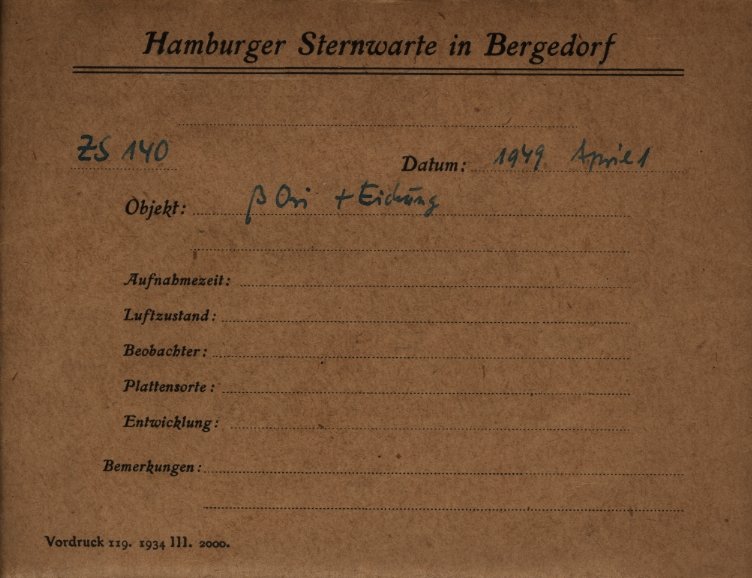 Hamburger Sternwarte in Bergedorf
ZS 140
Datum: 1949 April 1
Objekt: β Ori + Eichung
Aufnahmezeit:
Luftzustand:
Beobachter:
Plattensorte:
Entwicklung:
Bemerkungen:
Vordruck 119. 1934 III. 2000.